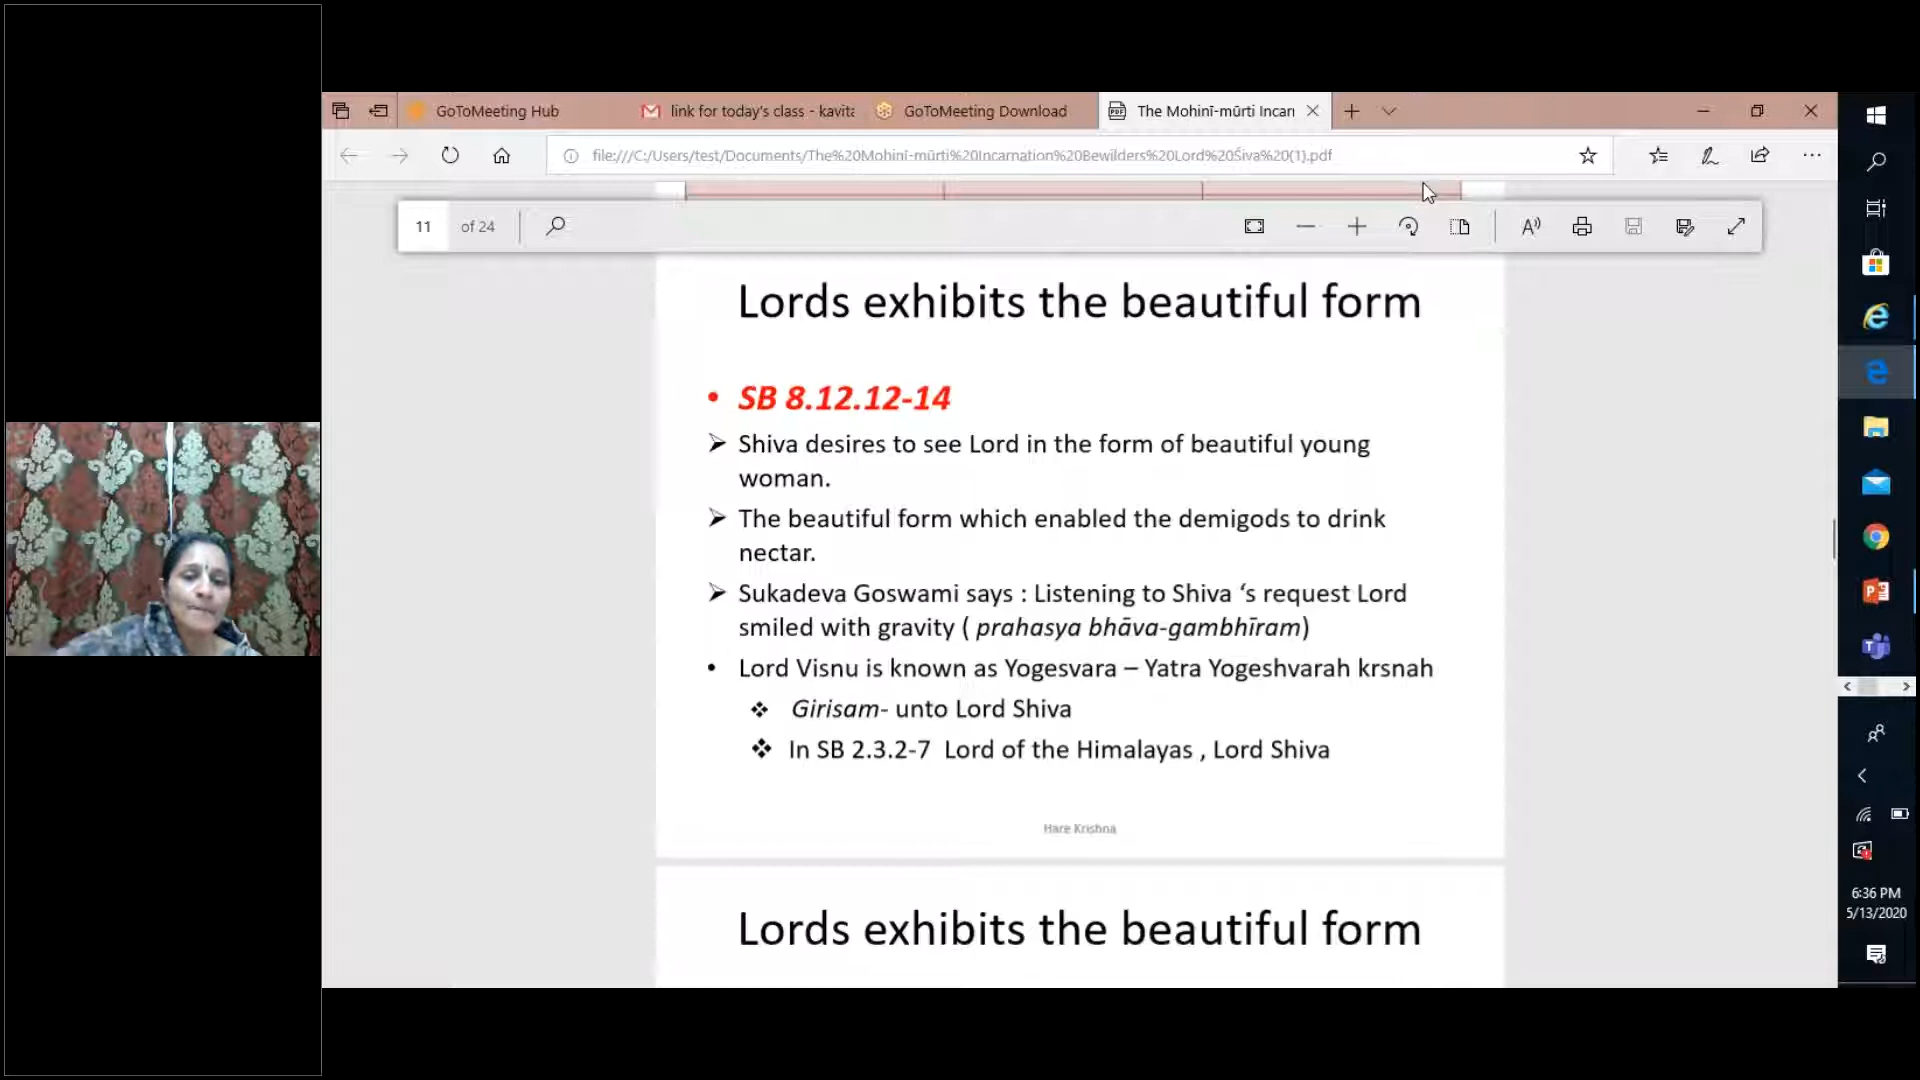 GoToMeeting Hub
link for today's class - kavita
GoToMeeting Download
The Mohinī-mūrti Incarn
file:///C:/Users/test/Documents/The%20Mohinī-mūrti%20Incarnation%20Bewilders%20Lord%20Śiva%20(1).pdf
11 of 24
Lords exhibits the beautiful form
• SB 8.12.12-14
➢ Shiva desires to see Lord in the form of beautiful young
woman.
➢ The beautiful form which enabled the demigods to drink
nectar.
➢ Sukadeva Goswami says : Listening to Shiva ‘s request Lord
smiled with gravity ( prahasya bhāva-gambhīram)
• Lord Visnu is known as Yogesvara – Yatra Yogeshvarah krsnah
❖ Girisam- unto Lord Shiva
❖ In SB 2.3.2-7 Lord of the Himalayas , Lord Shiva
Hare Krishna
Lords exhibits the beautiful form
6:36 PM
5/13/2020